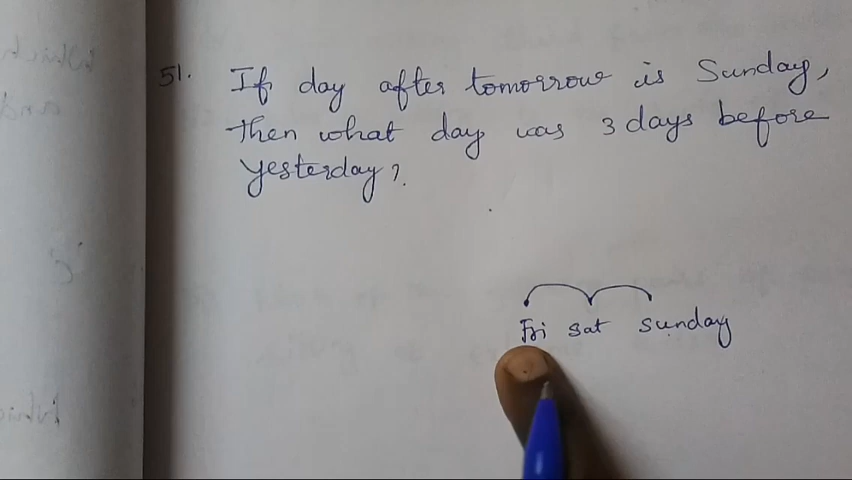 51. If day after tomorrow is Sunday,
then what day was 3 days before
yesterday?.
Fri sat sunday